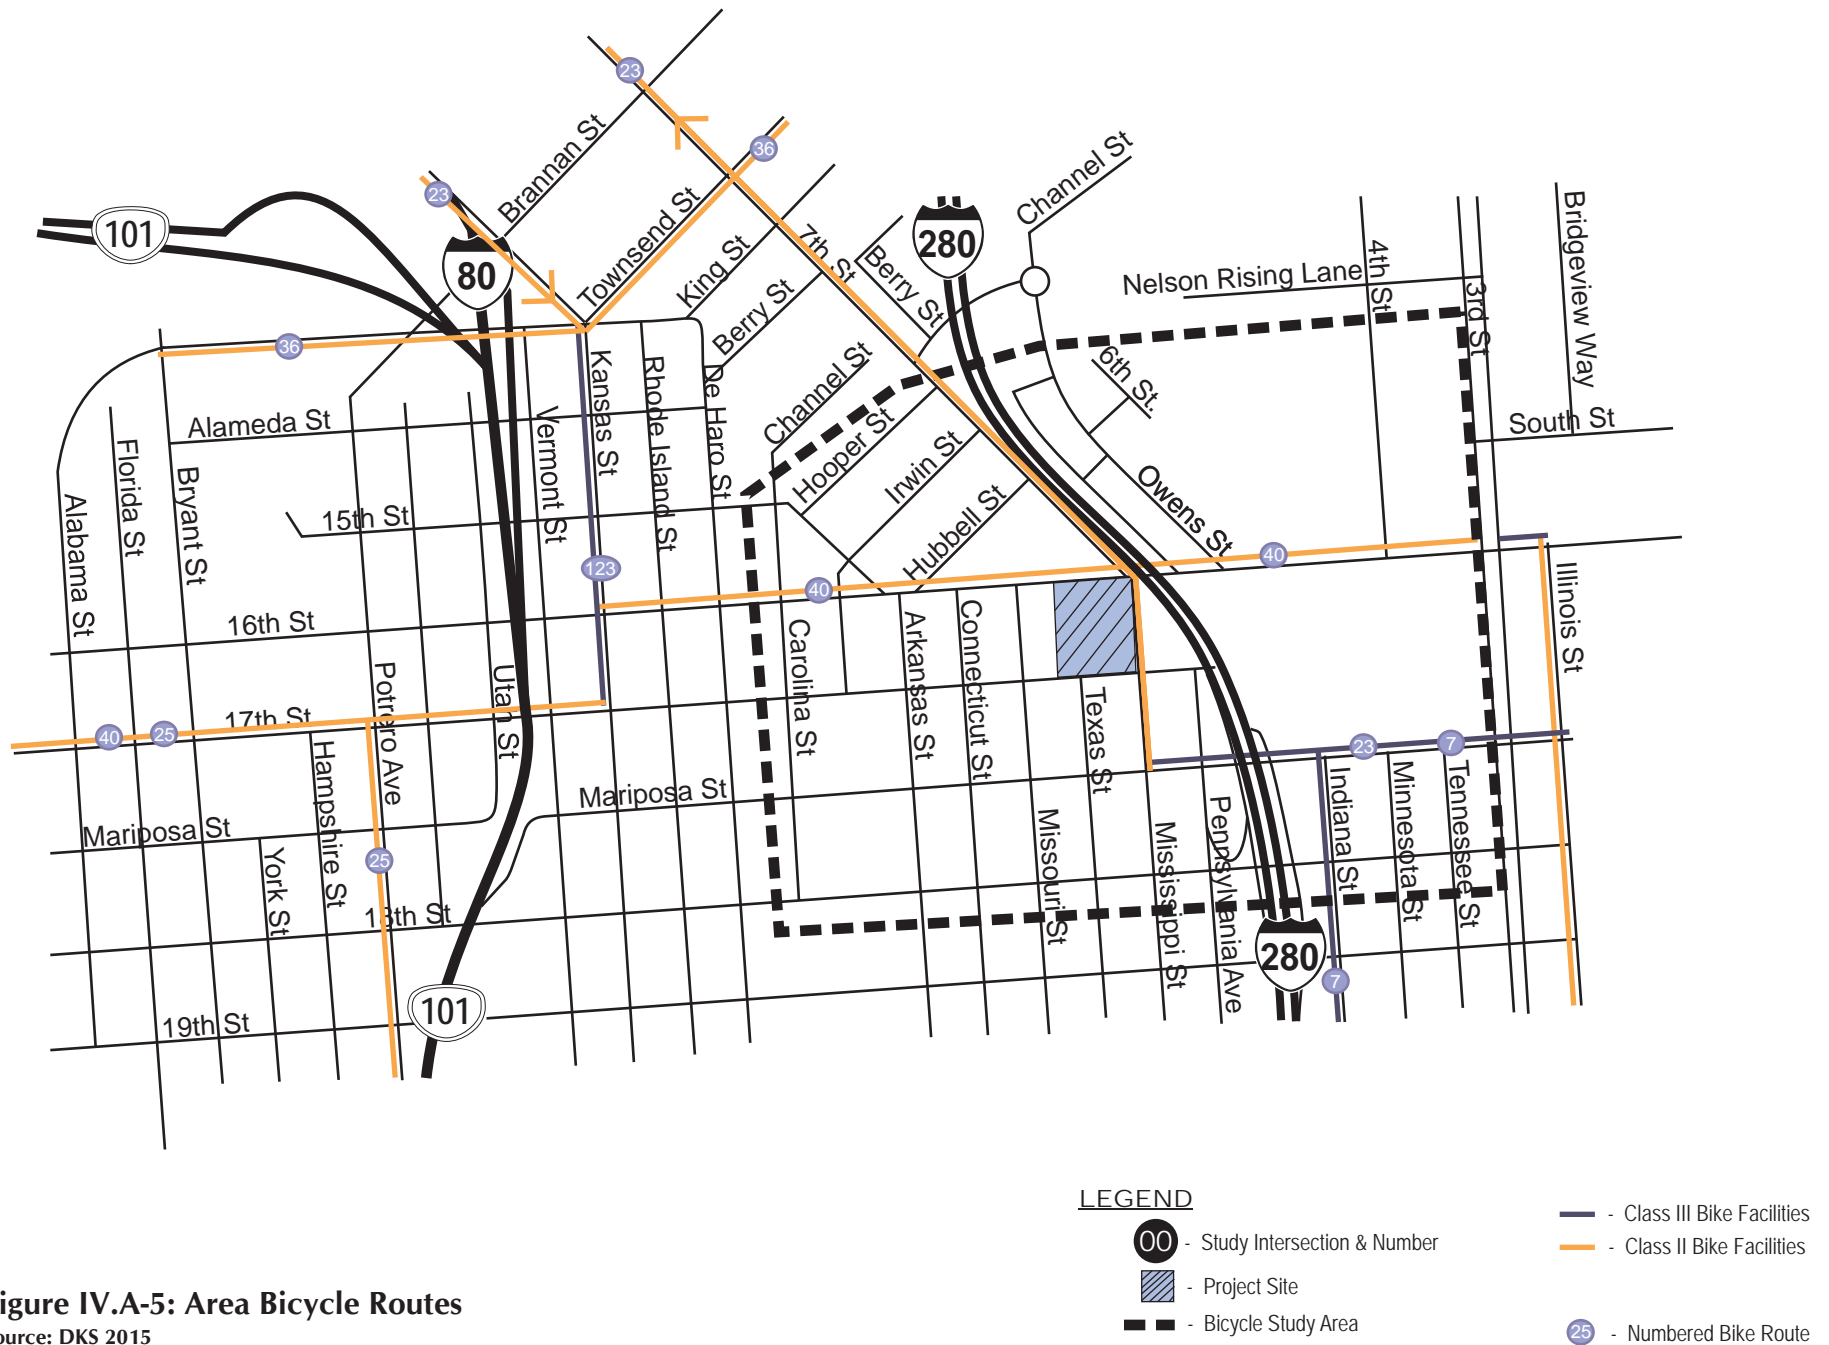 23
Brannan St
36
Channel St
23
101
80
Townsend St
King St
7th St
Berry St
280
Nelson Rising Lane
4th St
3rd St
Bridgeview Way
Berry St
36
Kansas St
Rhode Island St
De Haro St
Channel St
6th St.
Alameda St
Vermont St
Hooper St
Irwin St
South St
Florida St
Bryant St
Alabama St
15th St
Hubbell St
Owens St
123
40
40
16th St
Carolina St
Arkansas St
Connecticut St
Illinois St
Potrero Ave
Utah St
Texas St
17th St
40
25
23
7
Hampshire St
Mariposa St
Mariposa St
Indiana St
Minnesota St
Tennessee St
York St
25
Missouri St
Mississippi St
Pennsylvania Ave
18th St
280
7
101
19th St
LEGEND
00 - Study Intersection & Number
- Project Site
- Bicycle Study Area
- Class III Bike Facilities
- Class II Bike Facilities
25 - Numbered Bike Route
igure IV.A-5: Area Bicycle Routes
ource: DKS 2015